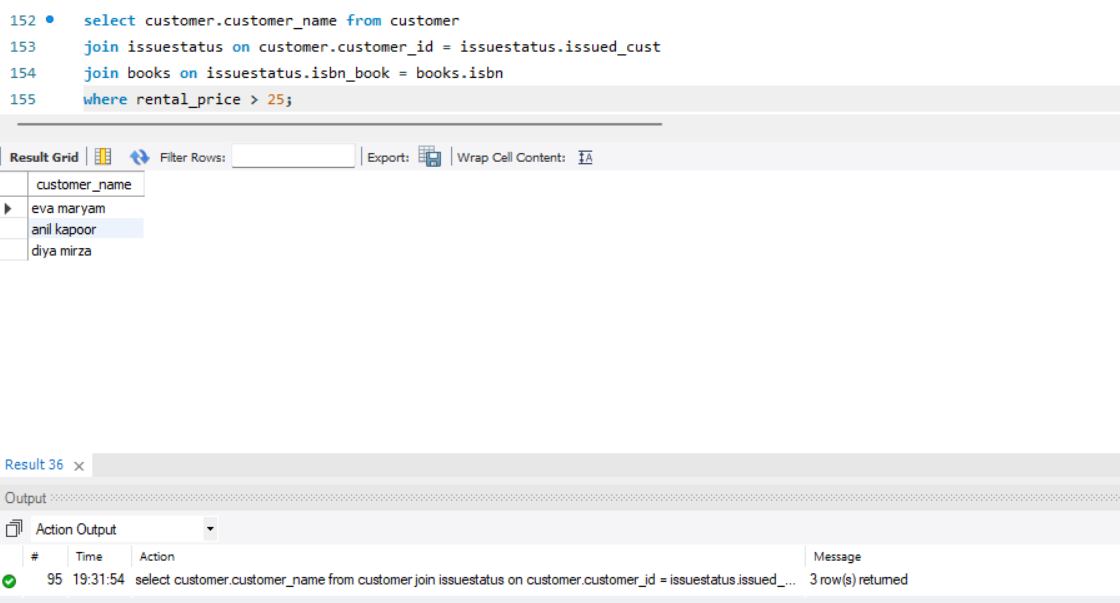 152 select customer.customer_name from customer
153 join issuestatus on customer.customer_id = issuestatus.issued_cust
154 join books on issuestatus.isbn_book = books.isbn
155 where rental_price > 25;
Result Grid Filter Rows: Export: Wrap Cell Content: IA
customer_name
eva maryam
anil kapoor
diya mirza
Result 36 ×
Output
Action Output
# Time Action Message
95 19:31:54 select customer.customer_name from customer join issuestatus on customer.customer_id = issuestatus.issued_... 3 row(s) returned